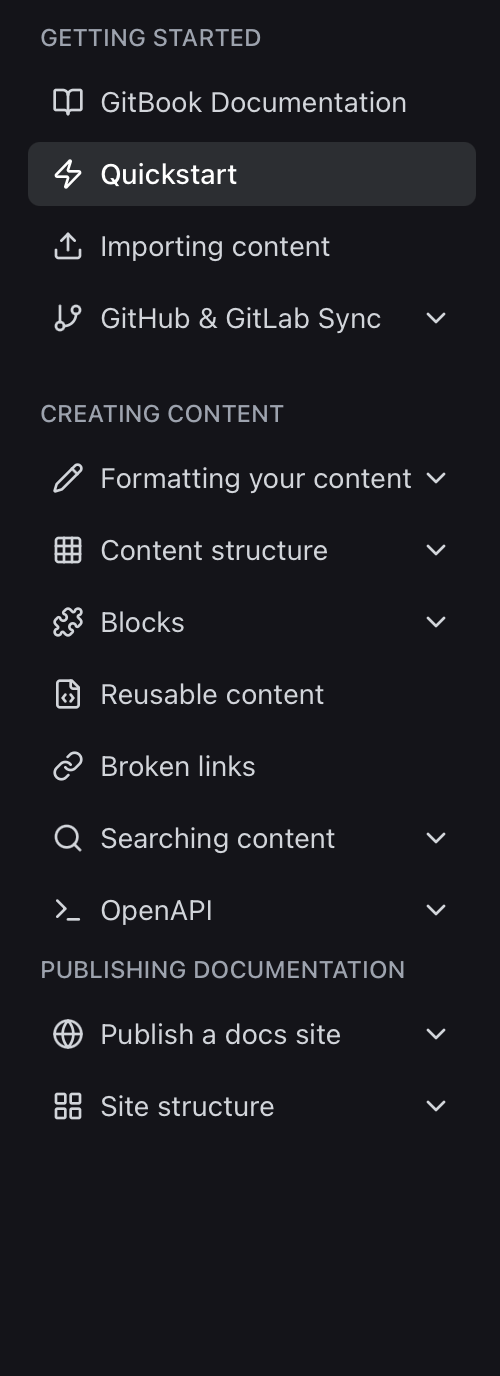 GETTING STARTED
GitBook Documentation
Quickstart
Importing content
GitHub & GitLab Sync
CREATING CONTENT
Formatting your content
Content structure
Blocks
Reusable content
Broken links
Searching content
OpenAPI
PUBLISHING DOCUMENTATION
Publish a docs site
Site structure